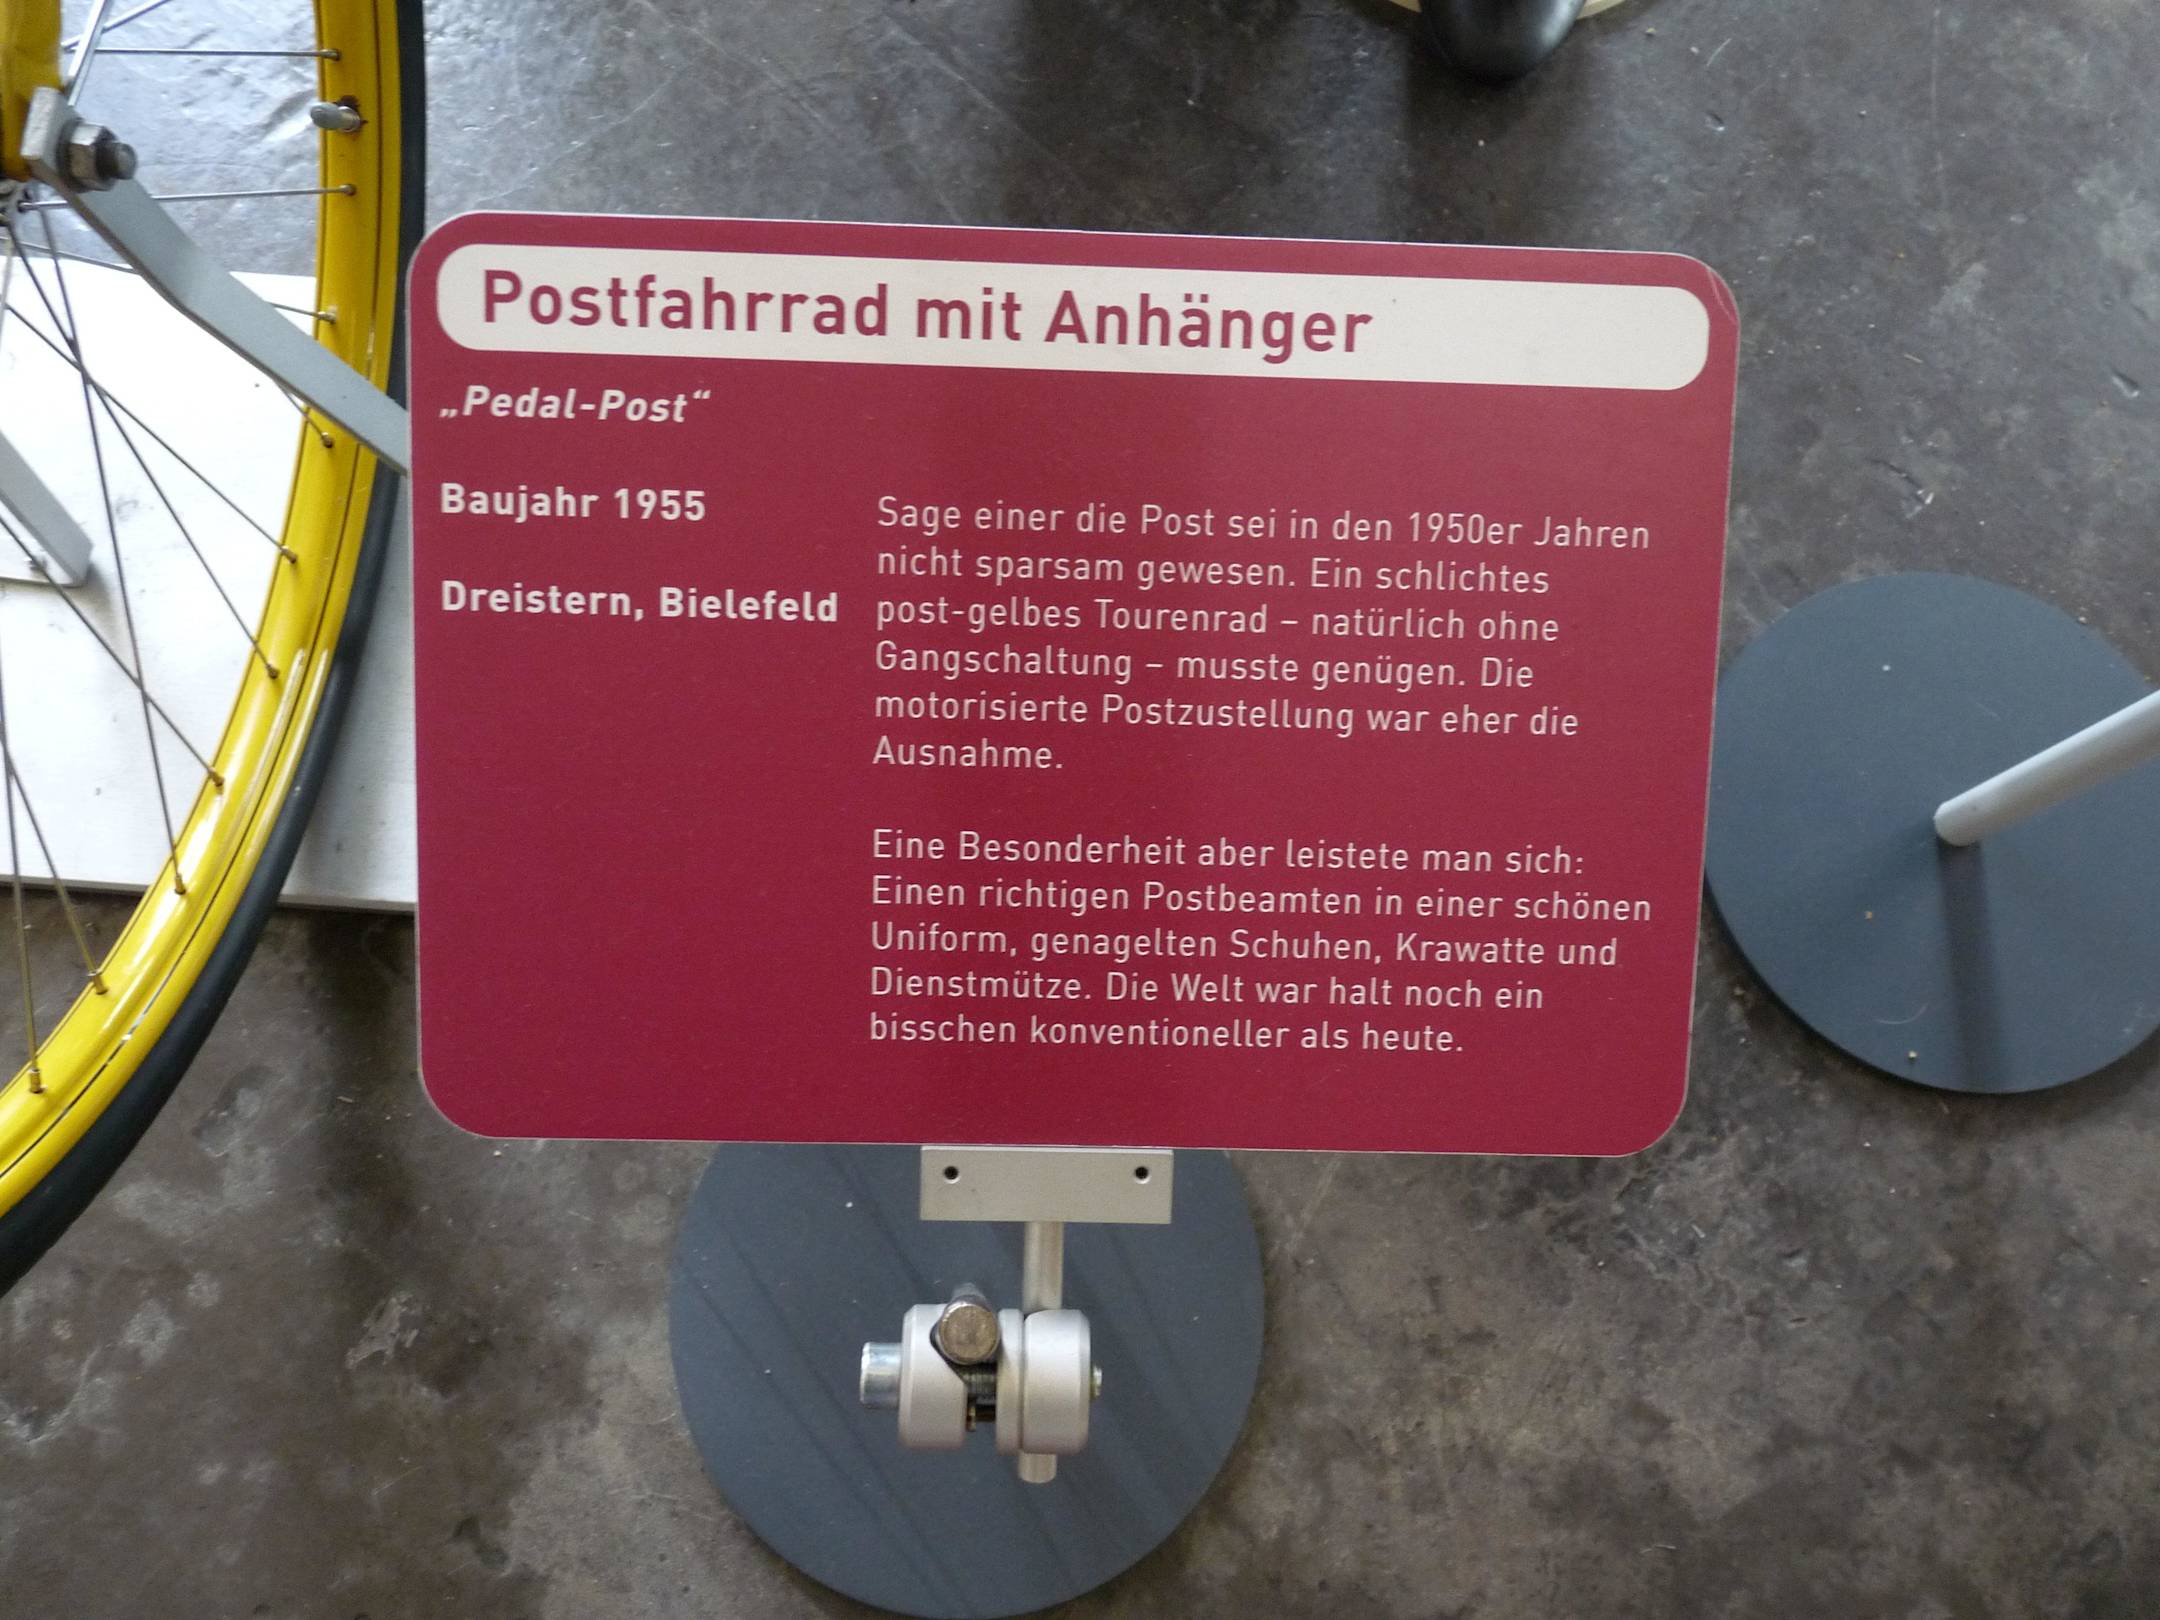 Postfahrrad mit Anhänger
„Pedal-Post“
Baujahr 1955
Dreistern, Bielefeld
Sage einer die Post sei in den 1950er Jahren
nicht sparsam gewesen. Ein schlichtes
post-gelbes Tourenrad – natürlich ohne
Gangschaltung – musste genügen. Die
motorisierte Postzustellung war eher die
Ausnahme.
Eine Besonderheit aber leistete man sich:
Einen richtigen Postbeamten in einer schönen
Uniform, genagelten Schuhen, Krawatte und
Dienstmütze. Die Welt war halt noch ein
bisschen konventioneller als heute.